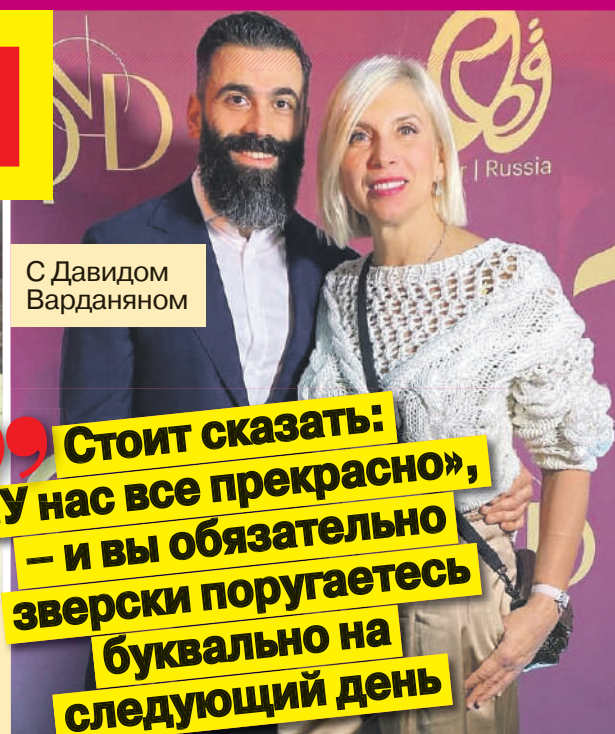 | Russia
С Давидом
Варданяном
Стоит сказать:
«У нас все прекрасно»,
– и вы обязательно
зверски поругаетесь
буквально на
следующий день